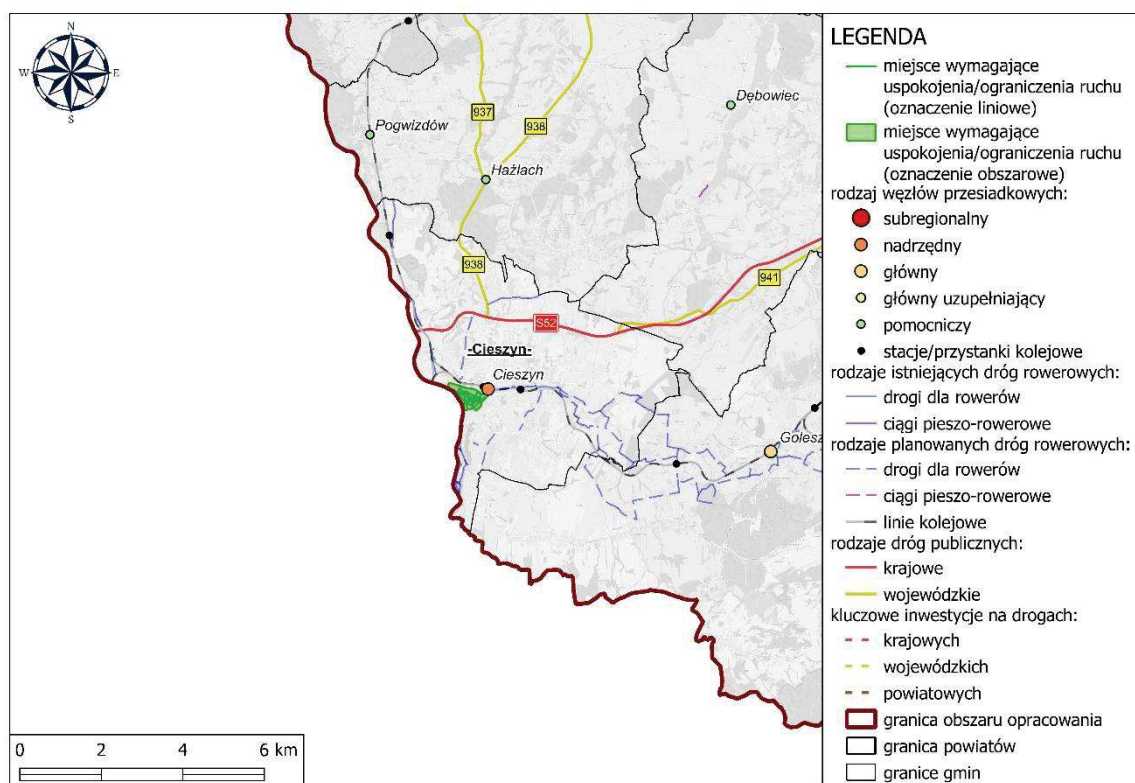 N
W
E
S
937
938
Dębowiec
Pogwizdów
Hażlach
938
941
S52
-Cieszyn-
Cieszyn
Golesz
0 2 4 6 km
LEGENDA
miejsce wymagające
uspokojenia/ograniczenia ruchu
(oznaczenie liniowe)
miejsce wymagające
uspokojenia/ograniczenia ruchu
(oznaczenie obszarowe)
rodzaj węzłów przesiadkowych:
subregionalny
nadrzędny
główny
główny uzupełniający
pomocniczy
stacje/przystanki kolejowe
rodzaje istniejących dróg rowerowych:
drogi dla rowerów
ciągi pieszo-rowerowe
rodzaje planowanych dróg rowerowych:
drogi dla rowerów
ciągi pieszo-rowerowe
linie kolejowe
rodzaje dróg publicznych:
krajowe
wojewódzkie
kluczowe inwestycje na drogach:
krajowych
wojewódzkich
powiatowych
granica obszaru opracowania
granica powiatów
granice gmin